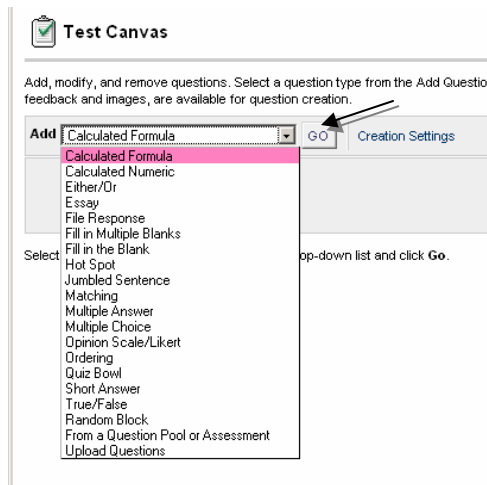 Test Canvas
Add, modify, and remove questions. Select a question type from the Add Questio
feedback and images, are available for question creation.
Add Calculated Formula GO Creation Settings
Calculated Formula
Calculated Numeric
Either/Or
Essay
File Response
Fill in Multiple Blanks
Fill in the Blank
Select op-down list and click Go.
Hot Spot
Jumbled Sentence
Matching
Multiple Answer
Multiple Choice
Opinion Scale/Likert
Ordering
Quiz Bowl
Short Answer
True/False
Random Block
From a Question Pool or Assessment
Upload Questions